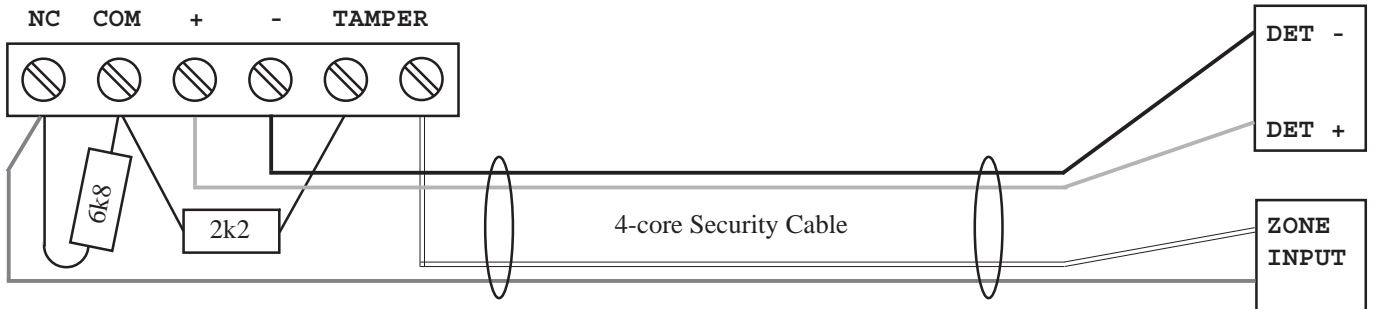 NC COM + - TAMPER
DET -
DET +
6k8
2k2
4-core Security Cable
ZONE
INPUT